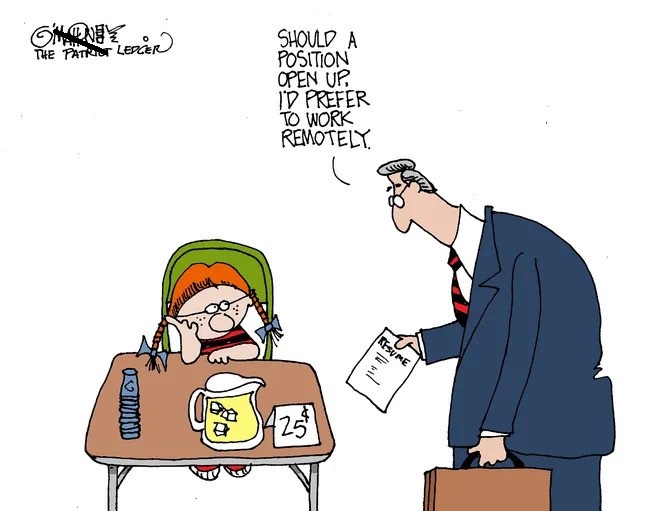 THE PATRIOT LEDGER
SHOULD A
POSITION
OPEN UP,
I'D PREFER
TO WORK
REMOTELY.
RESUME
25¢